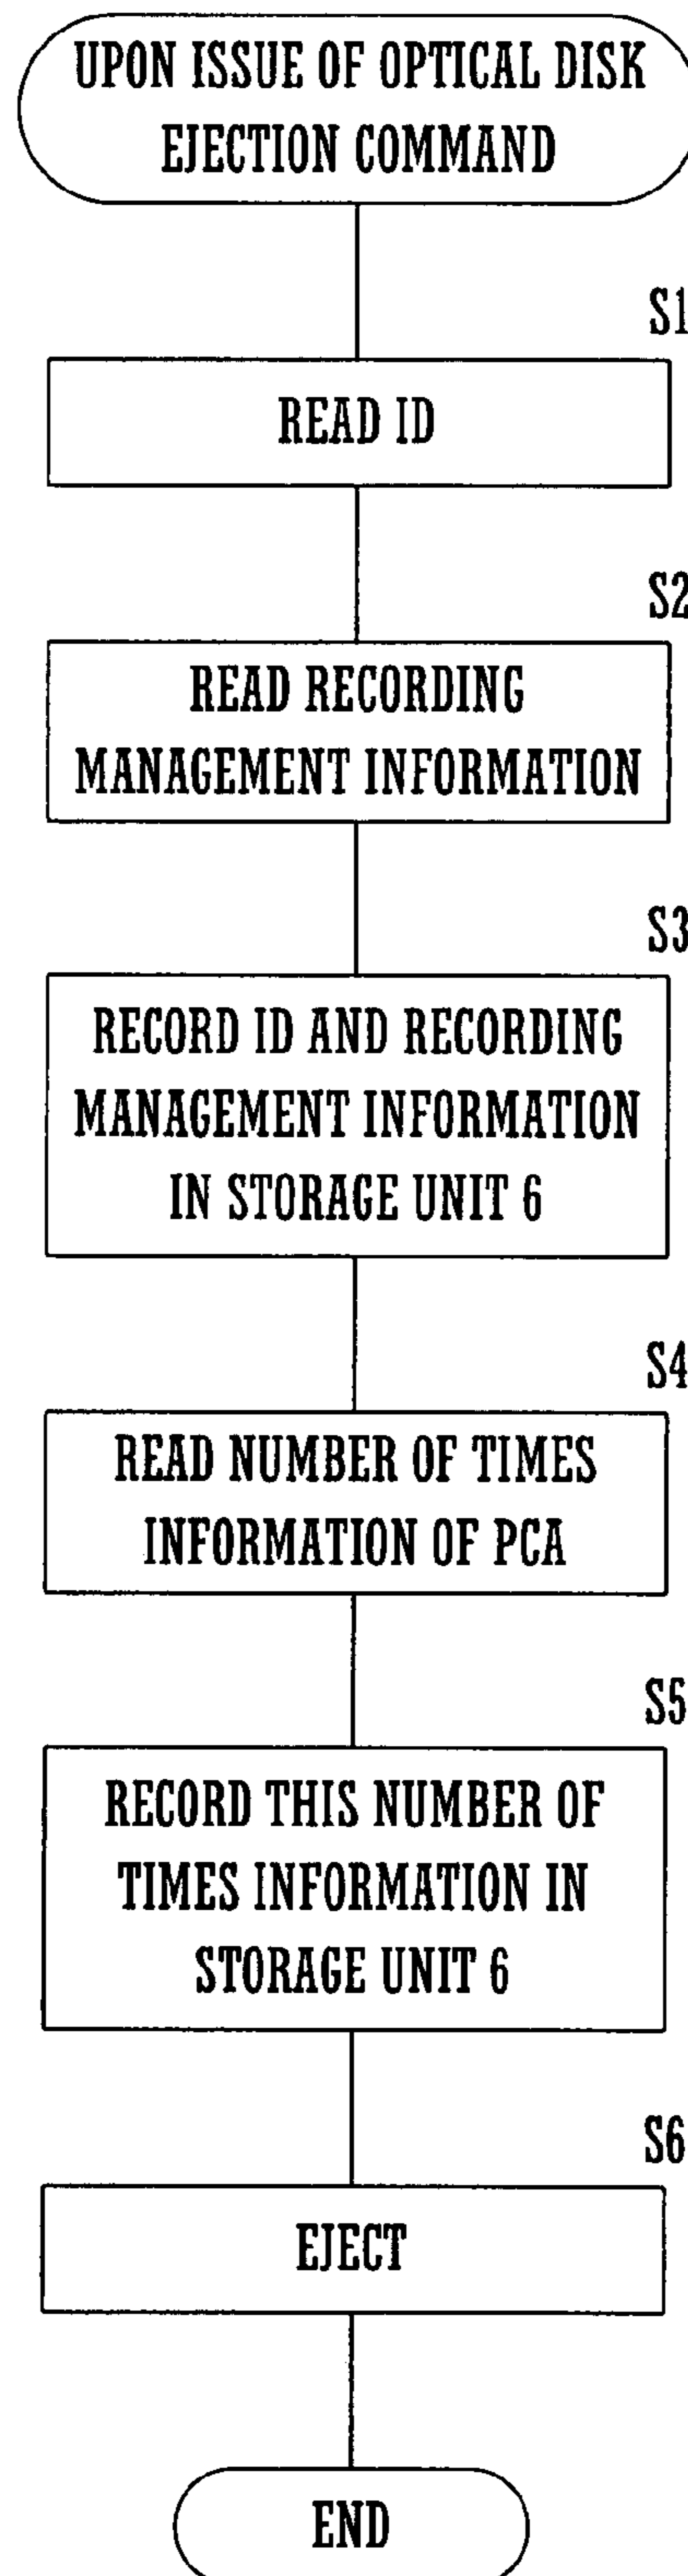 UPON ISSUE OF OPTICAL DISK
EJECTION COMMAND
S1
READ ID
S2
READ RECORDING
MANAGEMENT INFORMATION
S3
RECORD ID AND RECORDING
MANAGEMENT INFORMATION
IN STORAGE UNIT 6
S4
READ NUMBER OF TIMES
INFORMATION OF PCA
S5
RECORD THIS NUMBER OF
TIMES INFORMATION IN
STORAGE UNIT 6
S6
EJECT
END